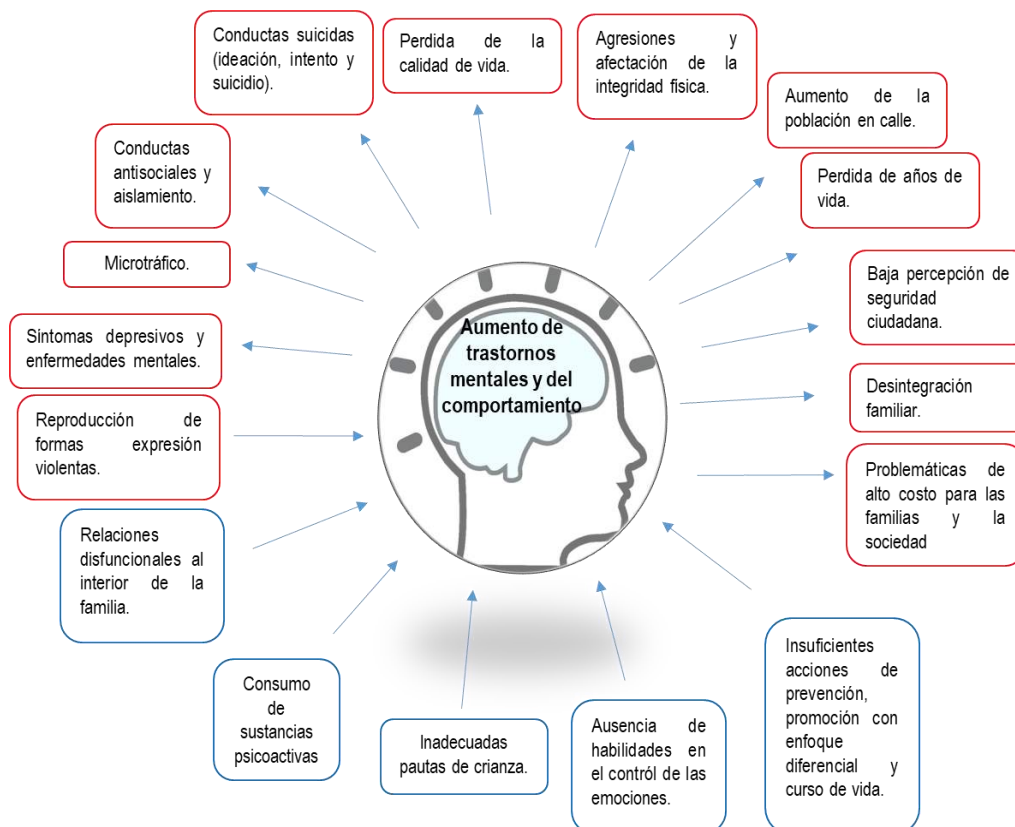 Conductas suicidas
(ideación, intento y
suicidio).
Perdida de la
calidad de vida.
Agresiones y
afectación de la
integridad física.
Aumento de la
población en calle.
Conductas
antisociales y
aislamiento.
Perdida de años de
vida.
Microtráfico.
Baja percepción de
seguridad
ciudadana.
Sintomas depresivos y
enfermedades mentales.
Aumento de
trastornos
mentales y del
comportamiento
Desintegración
familiar.
Reproducción de
formas expresión
violentas.
Problemáticas de
alto costo para las
familias y la
sociedad
Relaciones
disfuncionales al
interior de la
familia.
Consumo
de
sustancias
psicoactivas
Inadecuadas
pautas de crianza.
Ausencia de
habilidades en
el contról de las
emociones.
Insuficientes
acciones de
prevención,
promoción con
enfoque
diferencial y
curso de vida.